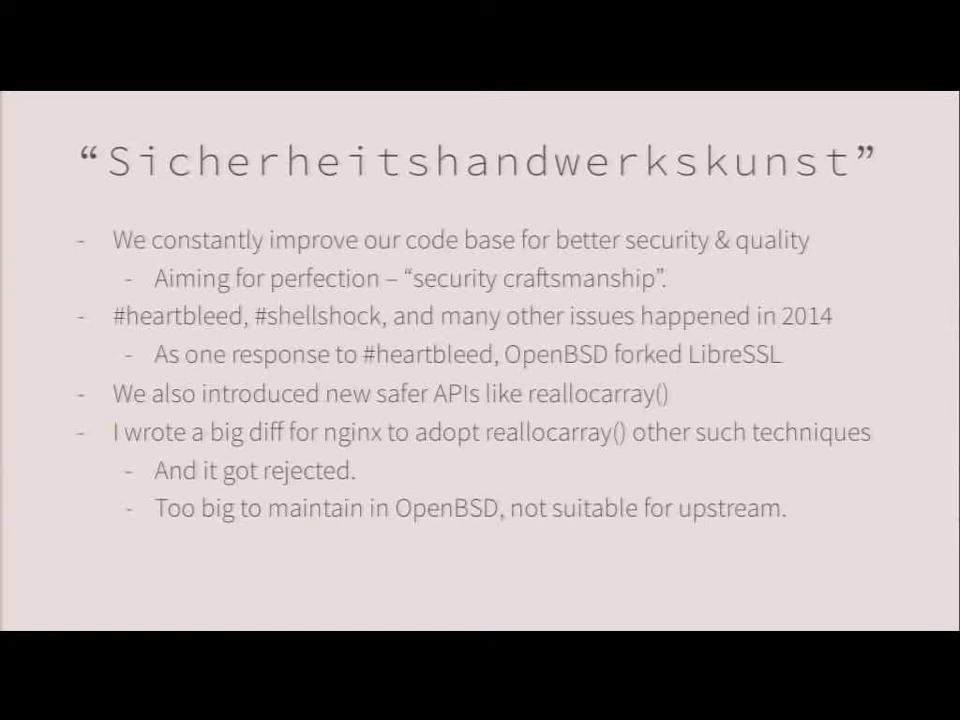 “Sicherheitshandwerkskunst”
- We constantly improve our code base for better security & quality
- Aiming for perfection – “security craftsmanship”.
- #heartbleed, #shellshock, and many other issues happened in 2014
- As one response to #heartbleed, OpenBSD forked LibreSSL
- We also introduced new safer APIs like reallocarray()
- I wrote a big diff for nginx to adopt reallocarray() other such techniques
- And it got rejected.
- Too big to maintain in OpenBSD, not suitable for upstream.